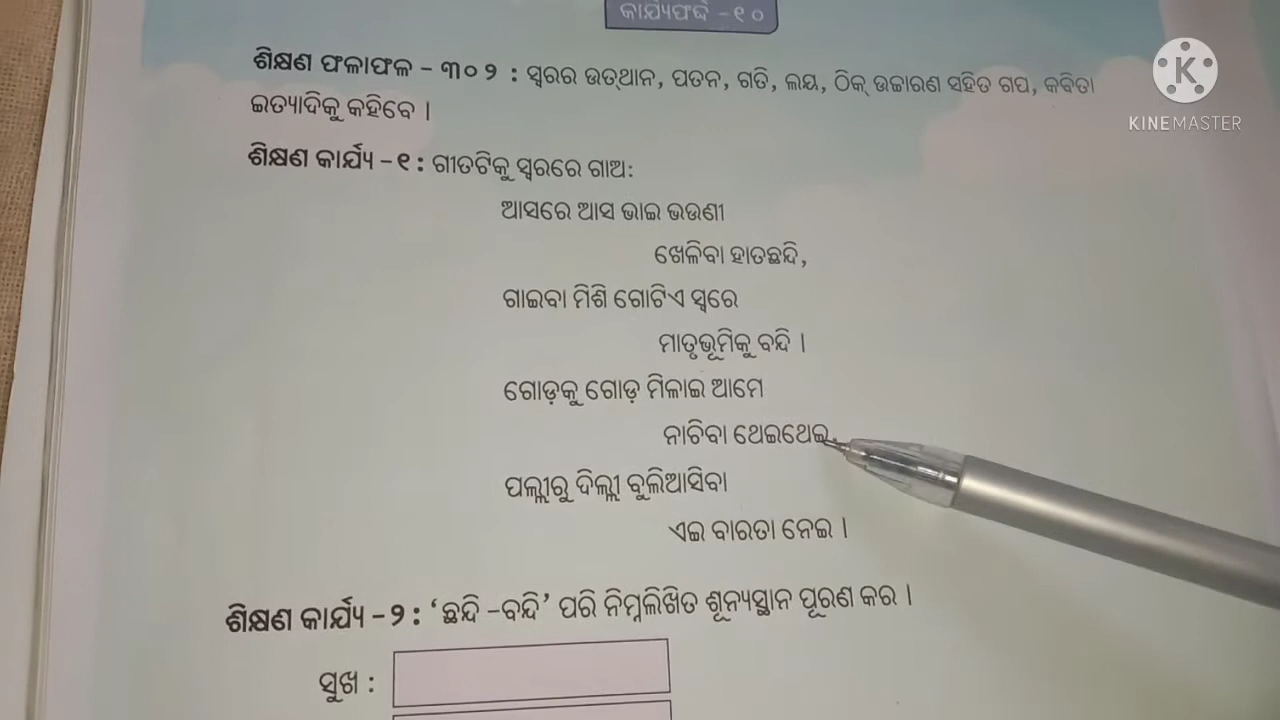 କାର୍ଯ୍ୟଫର୍ଦ୍ଦ -୧୦
ଶିକ୍ଷଣ ଫଳାଫଳ - ୩୦୨ : ସ୍ୱରର ଉତ୍‌ଥାନ, ପତନ, ଗତି, ଲୟ, ଠିକ୍ ଉଚ୍ଚାରଣ ସହିତ ଗପ, କବିତା
ଇତ୍ୟାଦିକୁ କହିବେ ।
ଶିକ୍ଷଣ କାର୍ଯ୍ୟ -୧ : ଗୀତଟିକୁ ସ୍ୱରରେ ଗାଅ:
ଆସରେ ଆସ ଭାଇ ଭଉଣୀ
ଖେଳିବା ହାତଛନ୍ଦି,
ଗାଇବା ମିଶି ଗୋଟିଏ ସ୍ୱରେ
ମାତୃଭୂମିକୁ ବନ୍ଦି ।
ଗୋଡ଼କୁ ଗୋଡ଼ ମିଳାଇ ଆମେ
ନାଚିବା ଥେଇଥେଇ,
ପଲ୍ଲୀରୁ ଦିଲ୍ଲୀ ବୁଲିଆସିବା
ଏଇ ବାରତା ନେଇ ।
ଶିକ୍ଷଣ କାର୍ଯ୍ୟ -୨ : ‘ଛନ୍ଦି -ବନ୍ଦି’ ପରି ନିମ୍ନଲିଖିତ ଶୂନ୍ୟସ୍ଥାନ ପୂରଣ କର ।
ସୁଖ :
K
KINEMASTER